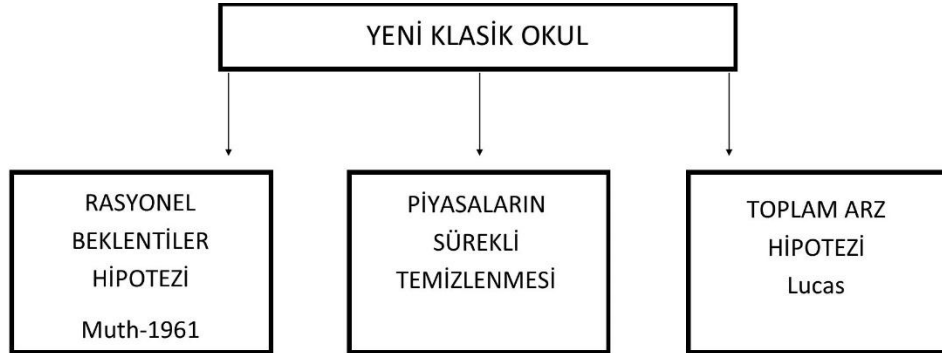 YENİ KLASİK OKUL
RASYONEL
BEKLENTİLER
HİPOTEZİ
Muth-1961
PİYASALARIN
SÜREKLİ
TEMİZLENMESİ
TOPLAM ARZ
HİPOTEZİ
Lucas